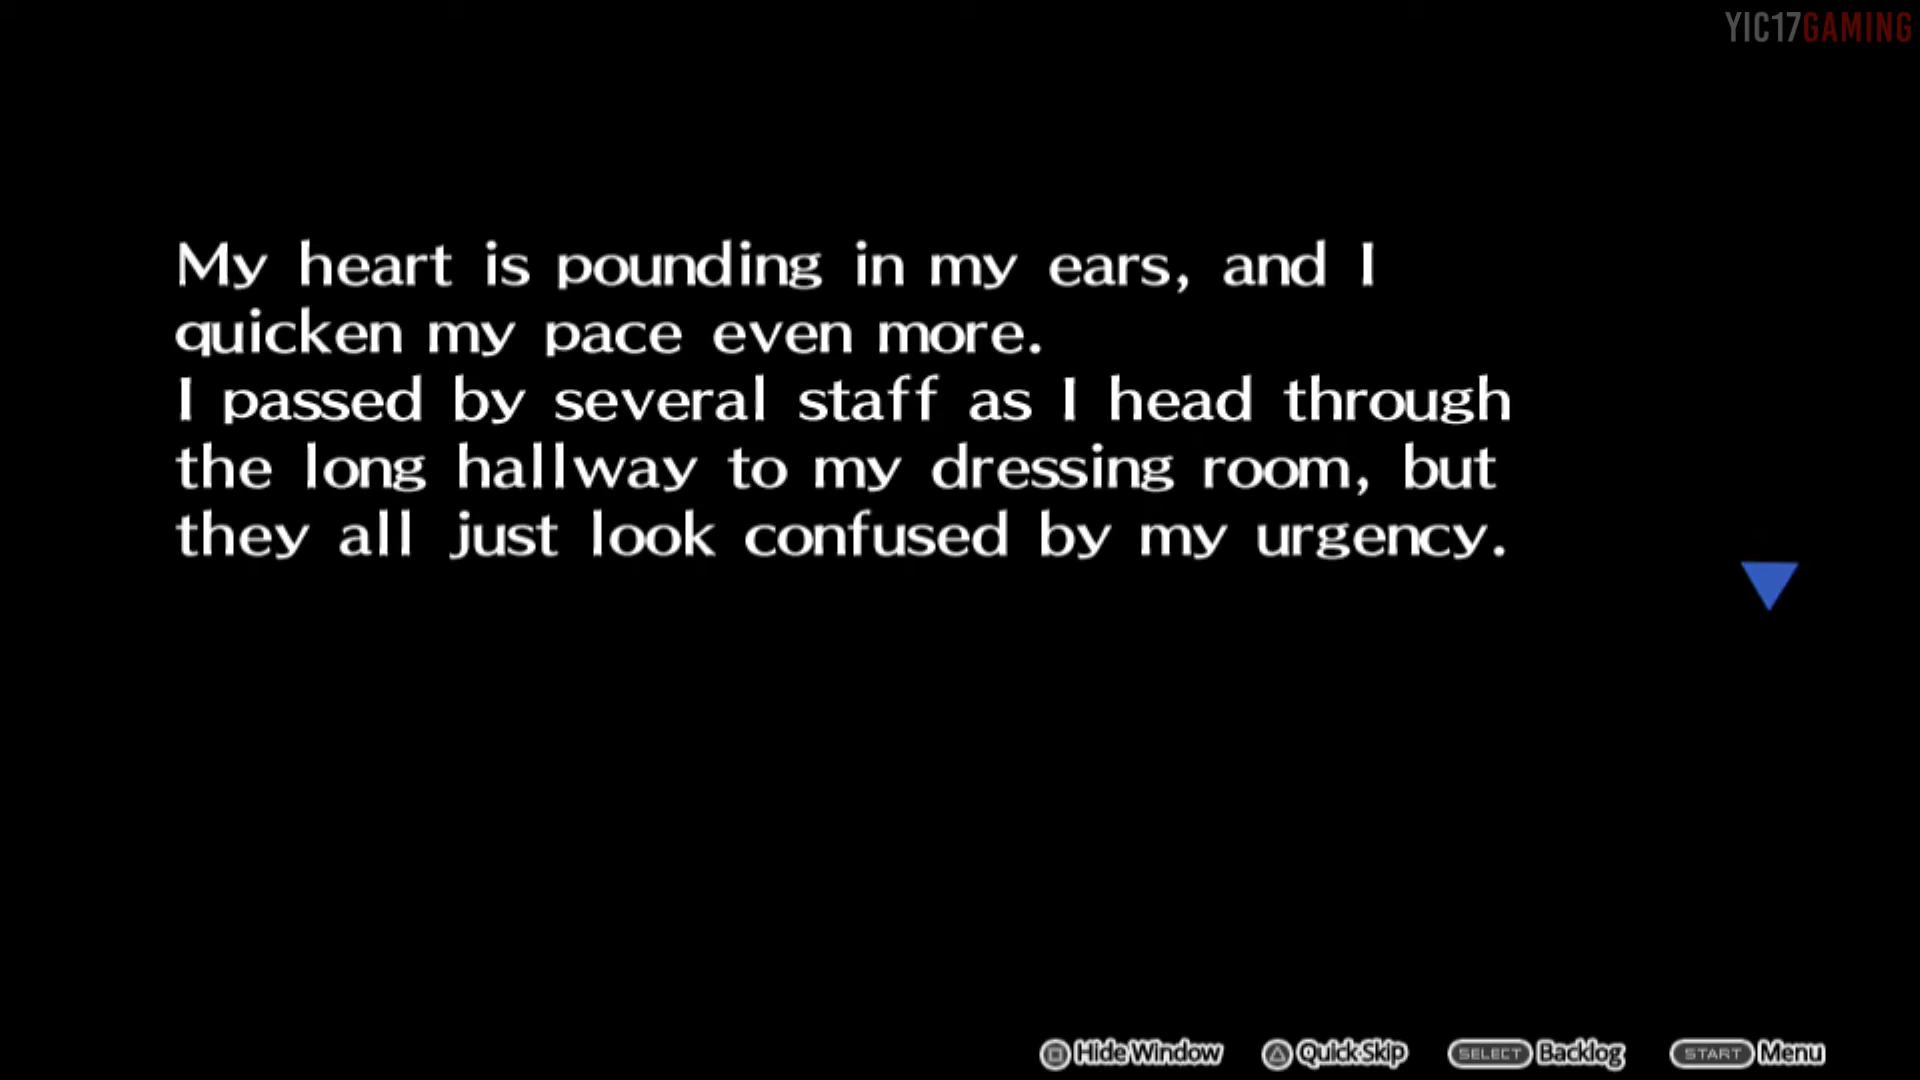 YIC17GAMING
My heart is pounding in my ears, and I
quicken my pace even more.
I passed by several staff as I head through
the long hallway to my dressing room, but
they all just look confused by my urgency.
Hide Window Quick Skip SELECT Backlog START Menu